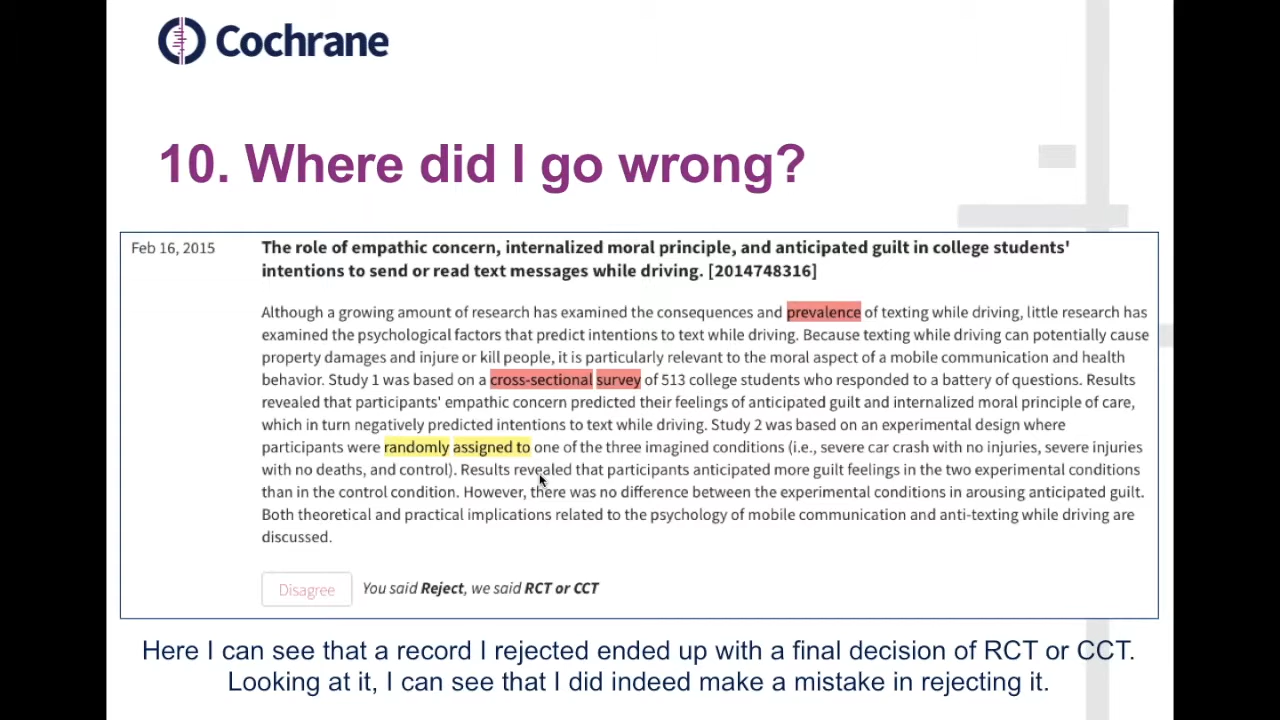 Cochrane
10. Where did I go wrong?
Feb 16, 2015
The role of empathic concern, internalized moral principle, and anticipated guilt in college students'
intentions to send or read text messages while driving. [2014748316]
Although a growing amount of research has examined the consequences and prevalence of texting while driving, little research has
examined the psychological factors that predict intentions to text while driving. Because texting while driving can potentially cause
property damages and injure or kill people, it is particularly relevant to the moral aspect of a mobile communication and health
behavior. Study 1 was based on a cross-sectional survey of 513 college students who responded to a battery of questions. Results
revealed that participants' empathic concern predicted their feelings of anticipated guilt and internalized moral principle of care,
which in turn negatively predicted intentions to text while driving. Study 2 was based on an experimental design where
participants were randomly assigned to one of the three imagined conditions (i.e., severe car crash with no injuries, severe injuries
with no deaths, and control). Results revealed that participants anticipated more guilt feelings in the two experimental conditions
than in the control condition. However, there was no difference between the experimental conditions in arousing anticipated guilt.
Both theoretical and practical implications related to the psychology of mobile communication and anti-texting while driving are
discussed.
Disagree You said Reject, we said RCT or CCT
Here I can see that a record I rejected ended up with a final decision of RCT or CCT.
Looking at it, I can see that I did indeed make a mistake in rejecting it.